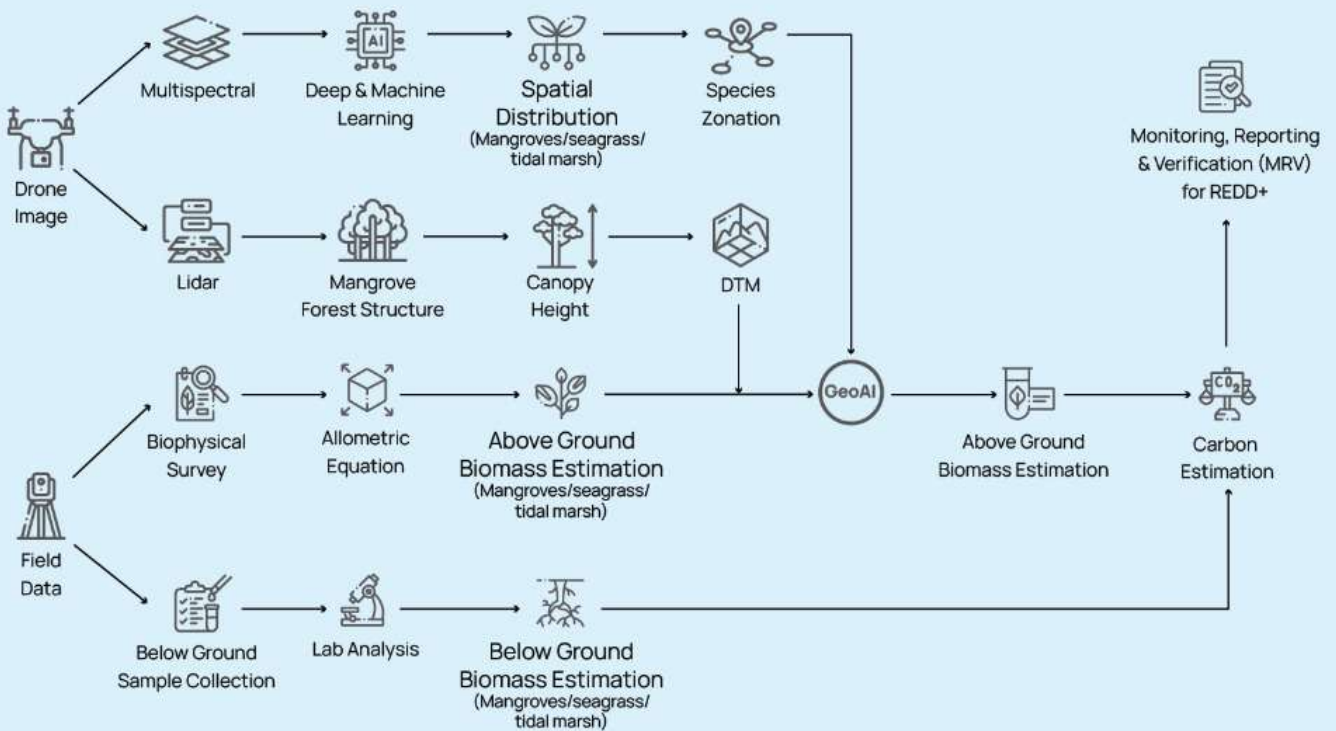 AI
Multispectral
Deep & Machine
Learning
Spatial
Distribution
(Mangroves/seagrass/
tidal marsh)
Species
Zonation
Drone
Image
Monitoring, Reporting
& Verification (MRV)
for REDD+
Lidar
Mangrove
Forest Structure
Canopy
Height
DTM
GeoAI
CO2
Biophysical
Survey
Allometric
Equation
Above Ground
Biomass Estimation
(Mangroves/seagrass/
tidal marsh)
Above Ground
Biomass Estimation
Carbon
Estimation
Field
Data
Below Ground
Sample Collection
Lab Analysis
Below Ground
Biomass Estimation
(Mangroves/seagrass/
tidal marsh)